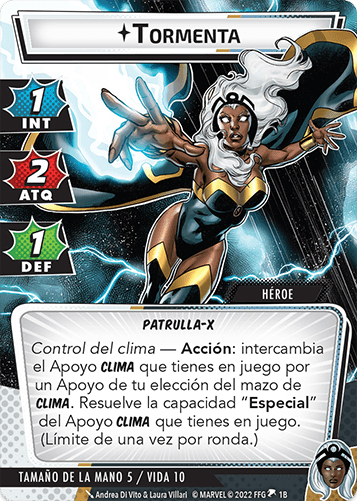 TORMENTA
1
INT
2
ATQ
1
DEF
HÉROE
PATRULLA-X
Control del clima — Acción: intercambia
el Apoyo CLIMA que tienes en juego por
un Apoyo de tu elección del mazo de
CLIMA. Resuelve la capacidad “Especial”
del Apoyo CLIMA que tienes en juego.
(Límite de una vez por ronda.)
TAMAÑO DE LA MANO 5 / VIDA 10
Andrea Di Vito & Laura Villari © MARVEL © 2022 FFG 1B